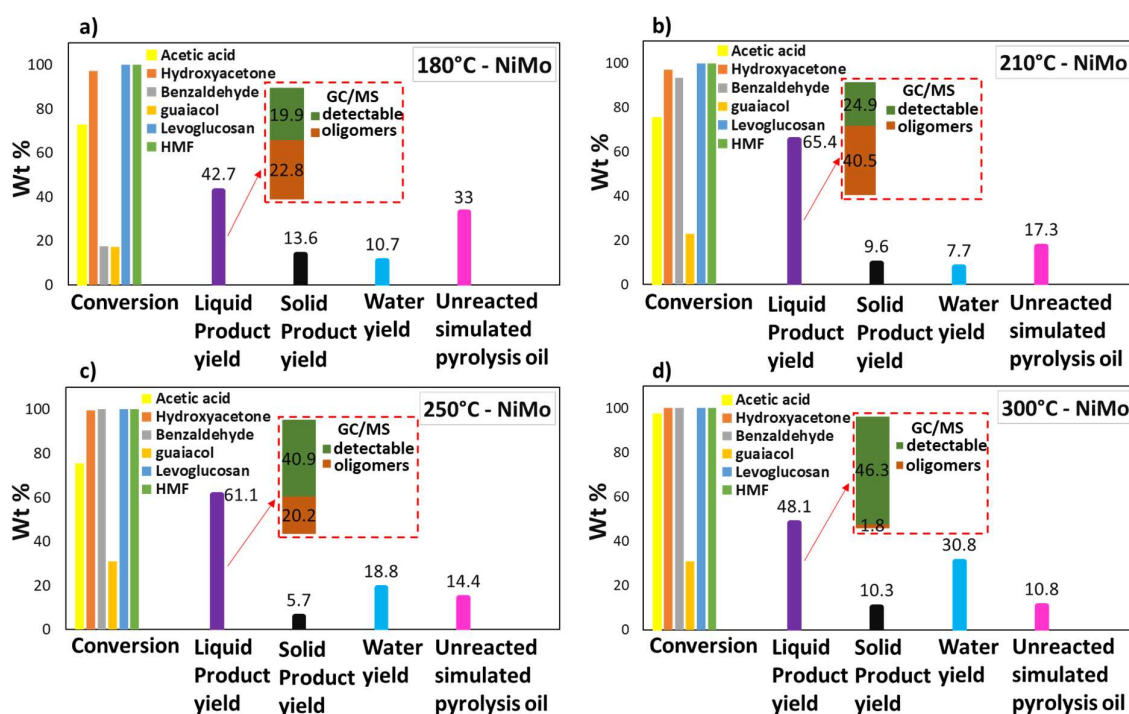 a)
180°C - NiMo
Wt %
100
80
60
40
20
0
Acetic acid
Hydroxyacetone
Benzaldehyde
guaiacol
Levoglucosan
HMF
GC/MS
detectable
oligomers
19.9
22.8
42.7
13.6
10.7
33
Conversion
Liquid
Product
yield
Solid
Product
yield
Water
yield
Unreacted
simulated
pyrolysis oil
b)
210°C - NiMo
Wt %
100
80
60
40
20
0
Acetic acid
Hydroxyacetone
Benzaldehyde
guaiacol
Levoglucosan
HMF
GC/MS
detectable
oligomers
24.9
40.5
65.4
9.6
7.7
17.3
Conversion
Liquid
Product
yield
Solid
Product
yield
Water
yield
Unreacted
simulated
pyrolysis oil
c)
250°C - NiMo
Wt %
100
80
60
40
20
0
Acetic acid
Hydroxyacetone
Benzaldehyde
guaiacol
Levoglucosan
HMF
GC/MS
detectable
oligomers
40.9
20.2
61.1
5.7
18.8
14.4
Conversion
Liquid
Product
yield
Solid
Product
yield
Water
yield
Unreacted
simulated
pyrolysis oil
d)
300°C - NiMo
Wt %
100
80
60
40
20
0
Acetic acid
Hydroxyacetone
Benzaldehyde
guaiacol
Levoglucosan
HMF
GC/MS
detectable
oligomers
46.3
1.8
48.1
10.3
30.8
10.8
Conversion
Liquid
Product
yield
Solid
Product
yield
Water
yield
Unreacted
simulated
pyrolysis oil